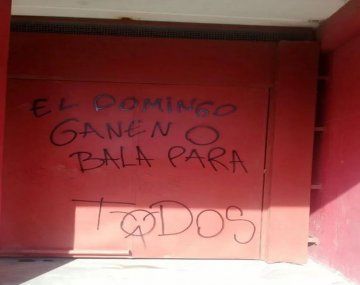 EL DOMINGO
GANEN O
BALA PARA
TODOS